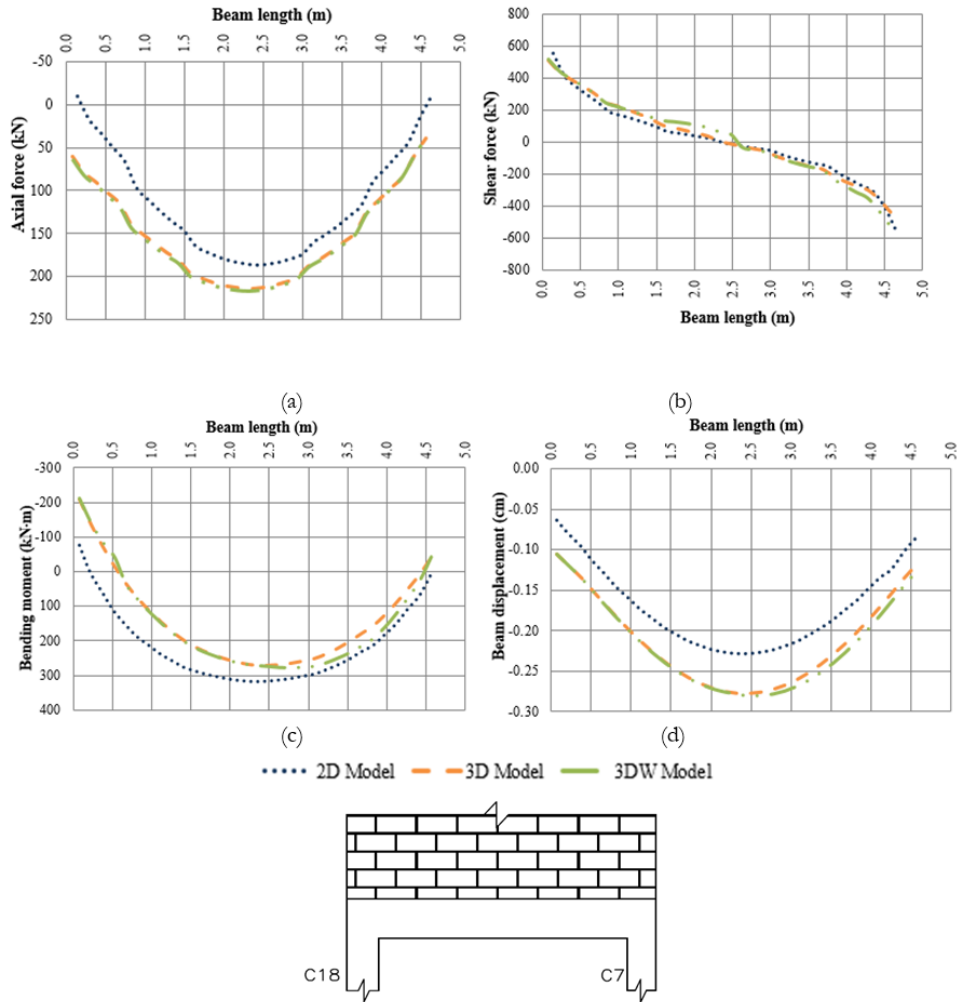 Beam length (m)
0.0 0.5 1.0 1.5 2.0 2.5 3.0 3.5 4.0 4.5 5.0
Axial force (kN)
-50
0
50
100
150
200
250
(a)
Shear force (kN)
800
600
400
200
0
-200
-400
-600
-800
0.0 0.5 1.0 1.5 2.0 2.5 3.0 3.5 4.0 4.5 5.0
Beam length (m)
(b)
Beam length (m)
0.0 0.5 1.0 1.5 2.0 2.5 3.0 3.5 4.0 4.5 5.0
Bending moment (kN·m)
-300
-200
-100
0
100
200
300
400
(c)
Beam length (m)
0.0 0.5 1.0 1.5 2.0 2.5 3.0 3.5 4.0 4.5 5.0
Beam displacement (cm)
0.00
-0.05
-0.10
-0.15
-0.20
-0.25
-0.30
(d)
2D Model 3D Model 3DW Model
C18 C7